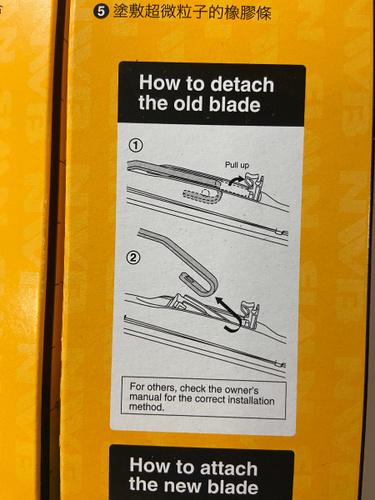 ❺ 塗敷超微粒子的橡膠條
How to detach
the old blade
①
Pull up
②
For others, check the owner's
manual for the correct installation
method.
How to attach
the new blade